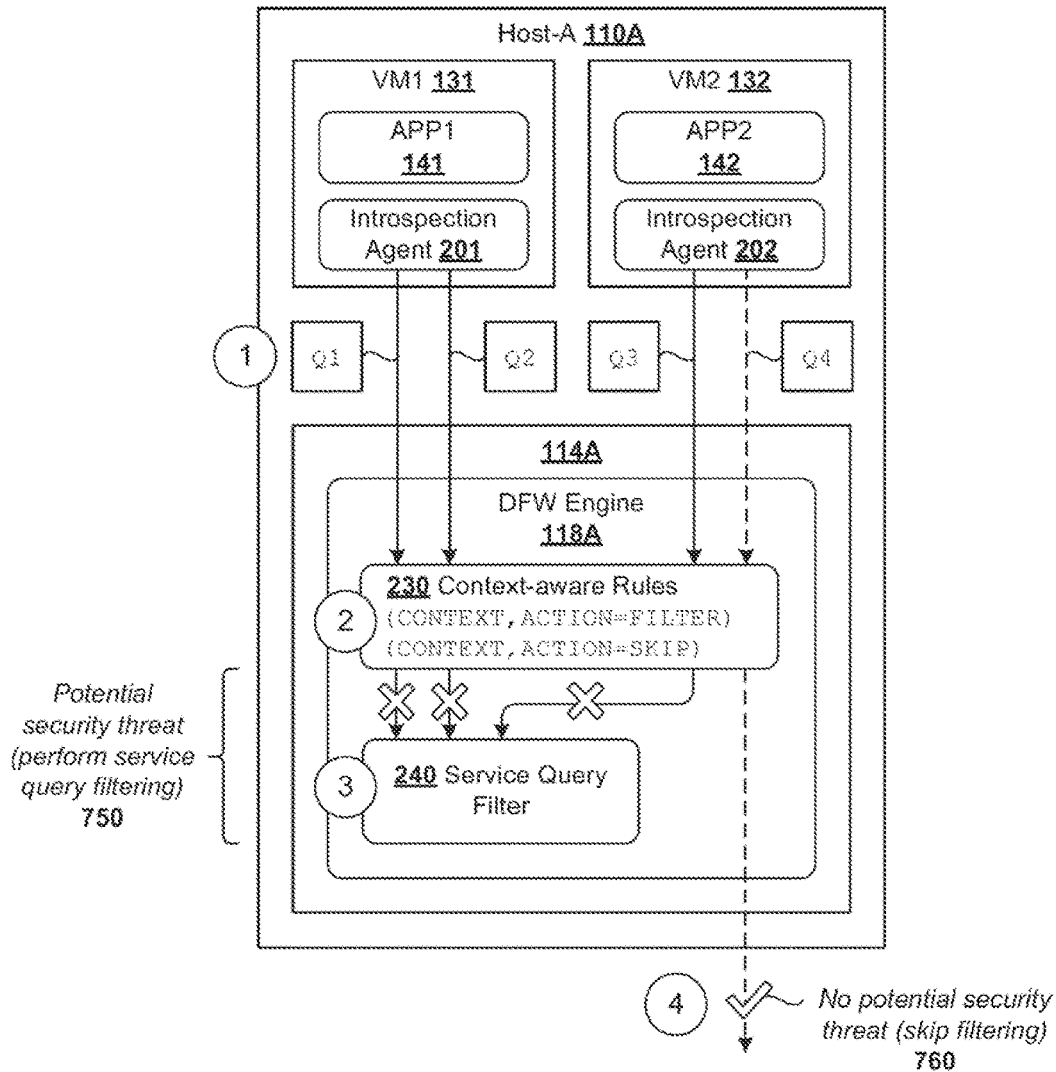 Host-A 110A
VM1 131
VM2 132
APP1
141
APP2
142
Introspection
Agent 201
Introspection
Agent 202
1
Q1
Q2
Q3
Q4
114A
DFW Engine
118A
230 Context-aware Rules
2
(CONTEXT,ACTION=FILTER)
(CONTEXT,ACTION=SKIP)
Potential
security threat
(perform service
query filtering)
750
3
240 Service Query
Filter
4
No potential security
threat (skip filtering)
760